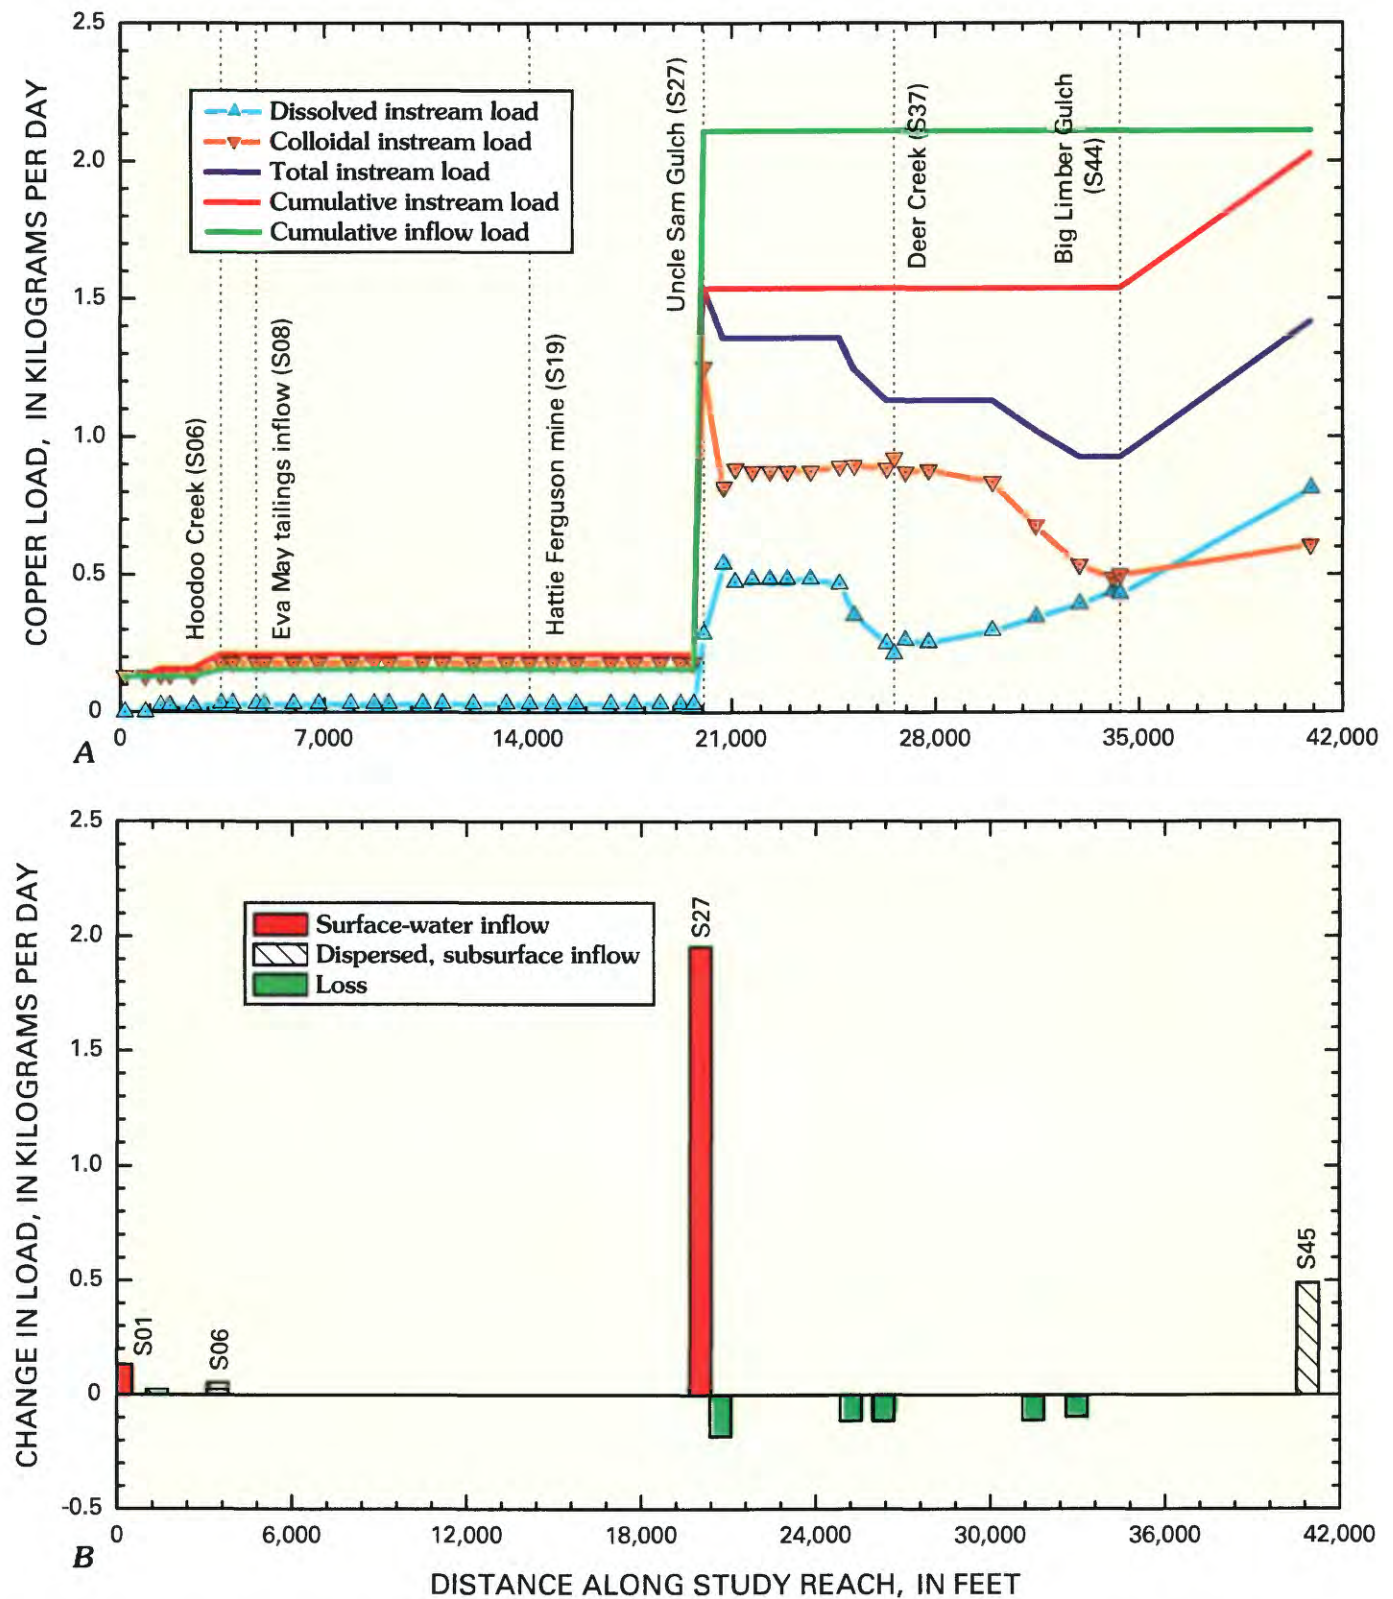 COPPER LOAD, IN KILOGRAMS PER DAY
2.5
2.0
1.5
1.0
0.5
0
Dissolved instream load
Colloidal instream load
Total instream load
Cumulative instream load
Cumulative inflow load
Hoodoo Creek (S06)
Eva May tailings inflow (S08)
Hattie Ferguson mine (S19)
Uncle Sam Gulch (S27)
Deer Creek (S37)
Big Limber Gulch
(S44)
0
7,000
14,000
21,000
28,000
35,000
42,000
A
CHANGE IN LOAD, IN KILOGRAMS PER DAY
2.5
2.0
1.5
1.0
0.5
0
-0.5
Surface-water inflow
Dispersed, subsurface inflow
Loss
S01
S06
S27
S45
0
6,000
12,000
18,000
24,000
30,000
36,000
42,000
B
DISTANCE ALONG STUDY REACH, IN FEET